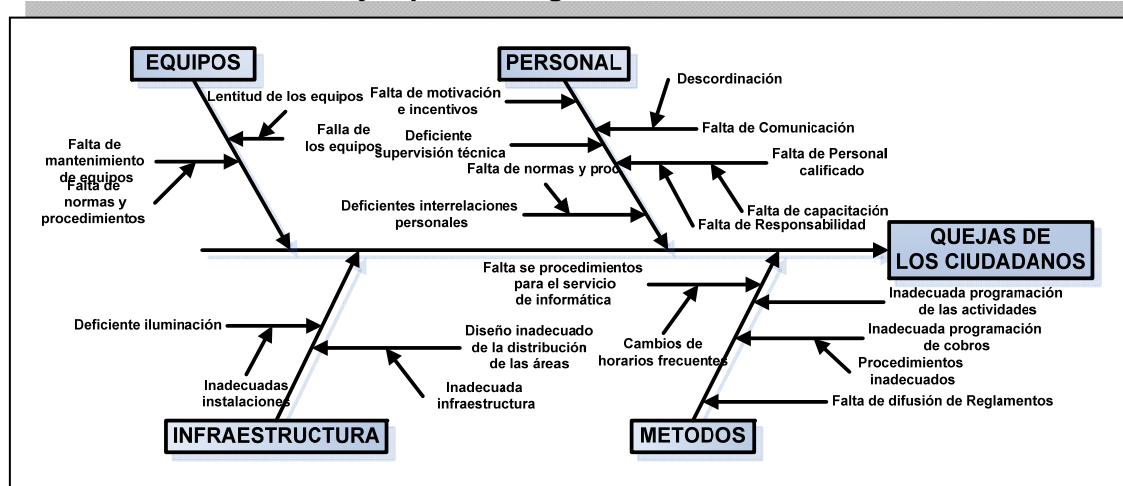 EQUIPOS
PERSONAL
Lentitud de los equipos
Falla de
los equipos
Falta de
mantenimiento
de equipos
Falta de
normas y
procedimientos
Falta de motivación
e incentivos
Descordinación
Falta de Comunicación
Deficiente
supervisión técnica
Falta de Personal
calificado
Falta de normas y proc
Deficientes interrelaciones
personales
Falta de capacitación
Falta de Responsabilidad
QUEJAS DE
LOS CIUDADANOS
Falta se procedimientos
para el servicio
de informática
Inadecuada programación
de las actividades
Deficiente iluminación
Diseño inadecuado
de la distribución
de las áreas
Cambios de
horarios frecuentes
Inadecuada programación
de cobros
Procedimientos
inadecuados
Inadecuadas
instalaciones
Inadecuada
infraestructura
Falta de difusión de Reglamentos
INFRAESTRUCTURA
METODOS